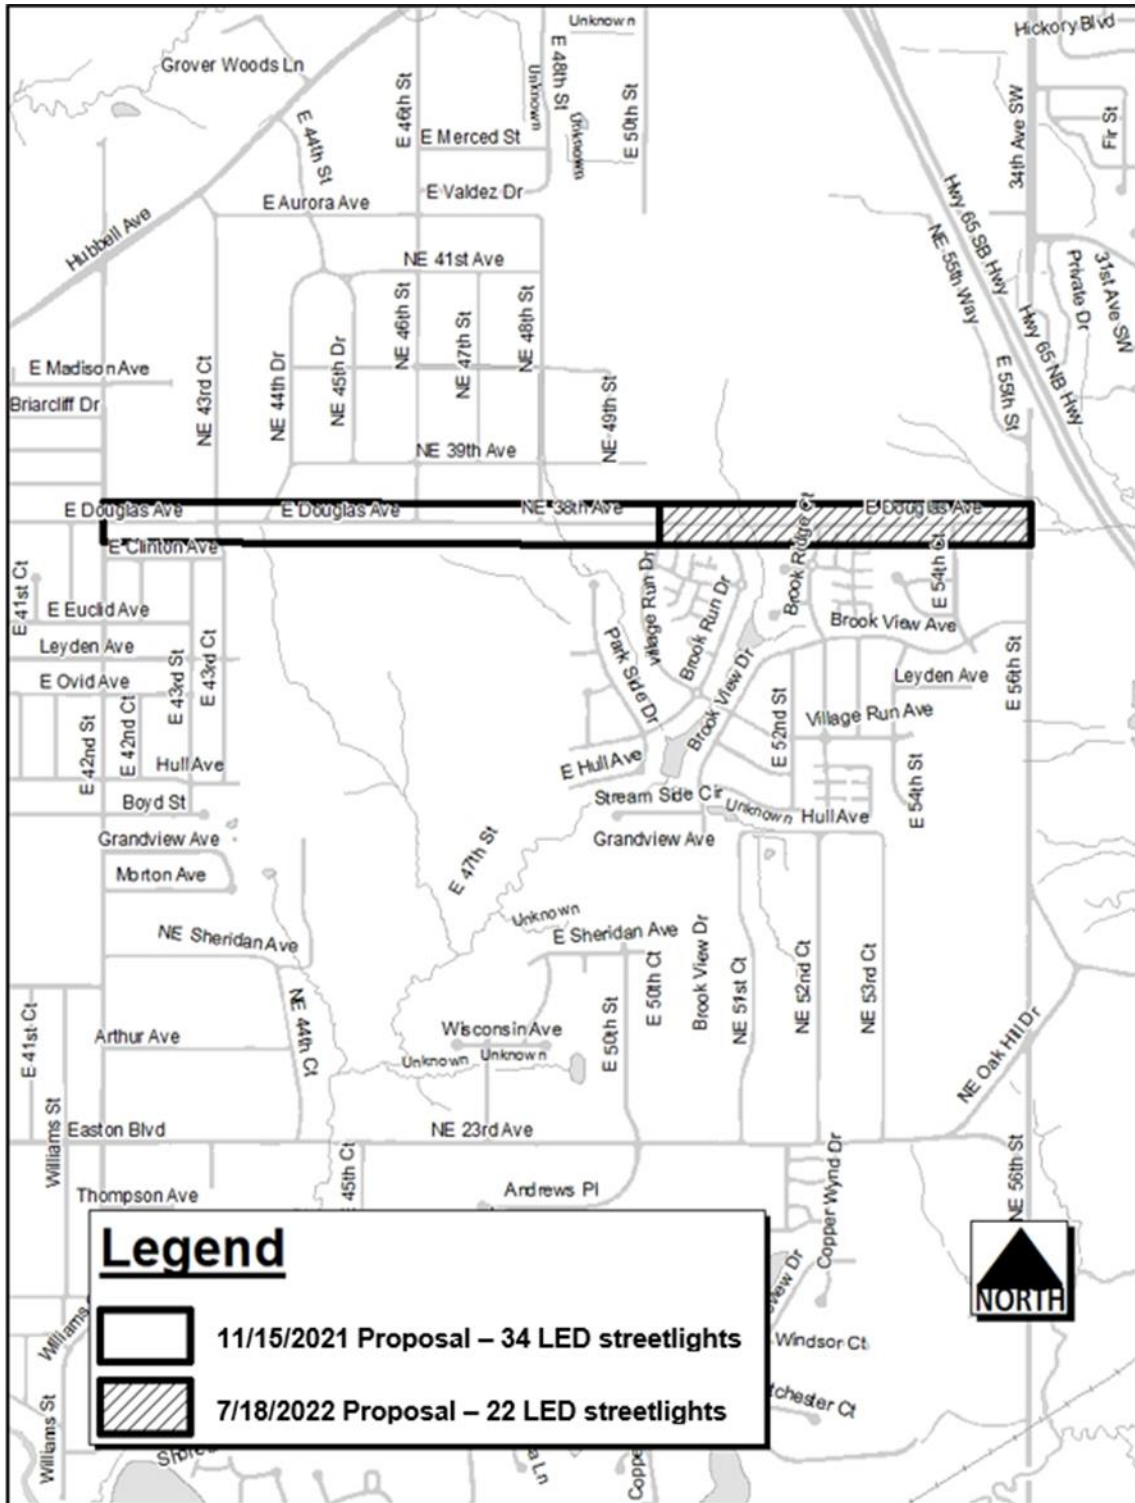 Unknown
Hickory Blvd
Grover Woods Ln
E 48th St
Unknown
E 46th St
E 50th St
Unknown
34th Ave SW
Fir St
E Merced St
E 44th St
E Valdez Dr
E Aurora Ave
Hwy 65 SB Hwy
Hubbell Ave
NE 41st Ave
NE 55th Way
Private Dr
31st Ave SW
NE 46th St
NE 47th St
NE 48th St
Hwy 65 NB Hwy
E Madison Ave
NE 43rd Ct
NE 44th Dr
NE 45th Dr
NE 49th St
E 55th St
Briarcliff Dr
NE 39th Ave
E Douglas Ave
E Douglas Ave
NE 38th Ave
E Douglas Ave
E Clinton Ave
Brook Ridge Ct
E 41st Ct
E 54th Ct
Village Run Dr
Brook Run Dr
E Euclid Ave
Brook View Ave
Leyden Ave
Park Side Dr
E 43rd St
E 43rd Ct
E 56th St
E Ovid Ave
Brook View Dr
Leyden Ave
E 42nd St
E 42nd Ct
E 52nd St
Village Run Ave
Hull Ave
E Hull Ave
E 54th St
Boyd St
Stream Side Cir
Unknown
Hull Ave
Grandview Ave
Grandview Ave
E 47th St
Morton Ave
Unknown
NE Sheridan Ave
E Sheridan Ave
E 50th Ct
Brook View Dr
NE 51st Ct
NE 52nd Ct
NE 53rd Ct
E 41st Ct
NE 44th Ct
Arthur Ave
Wisconsin Ave
E 50th St
Unknown
Unknown
NE Oak Hill Dr
Williams St
Easton Blvd
NE 23rd Ave
NE 56th St
Copper Wynd Dr
E 45th Ct
Thompson Ave
Andrews Pl
Legend
NORTH
11/15/2021 Proposal – 34 LED streetlights
Windsor Ct
Williams
7/18/2022 Proposal – 22 LED streetlights
tchester Ct
Williams St